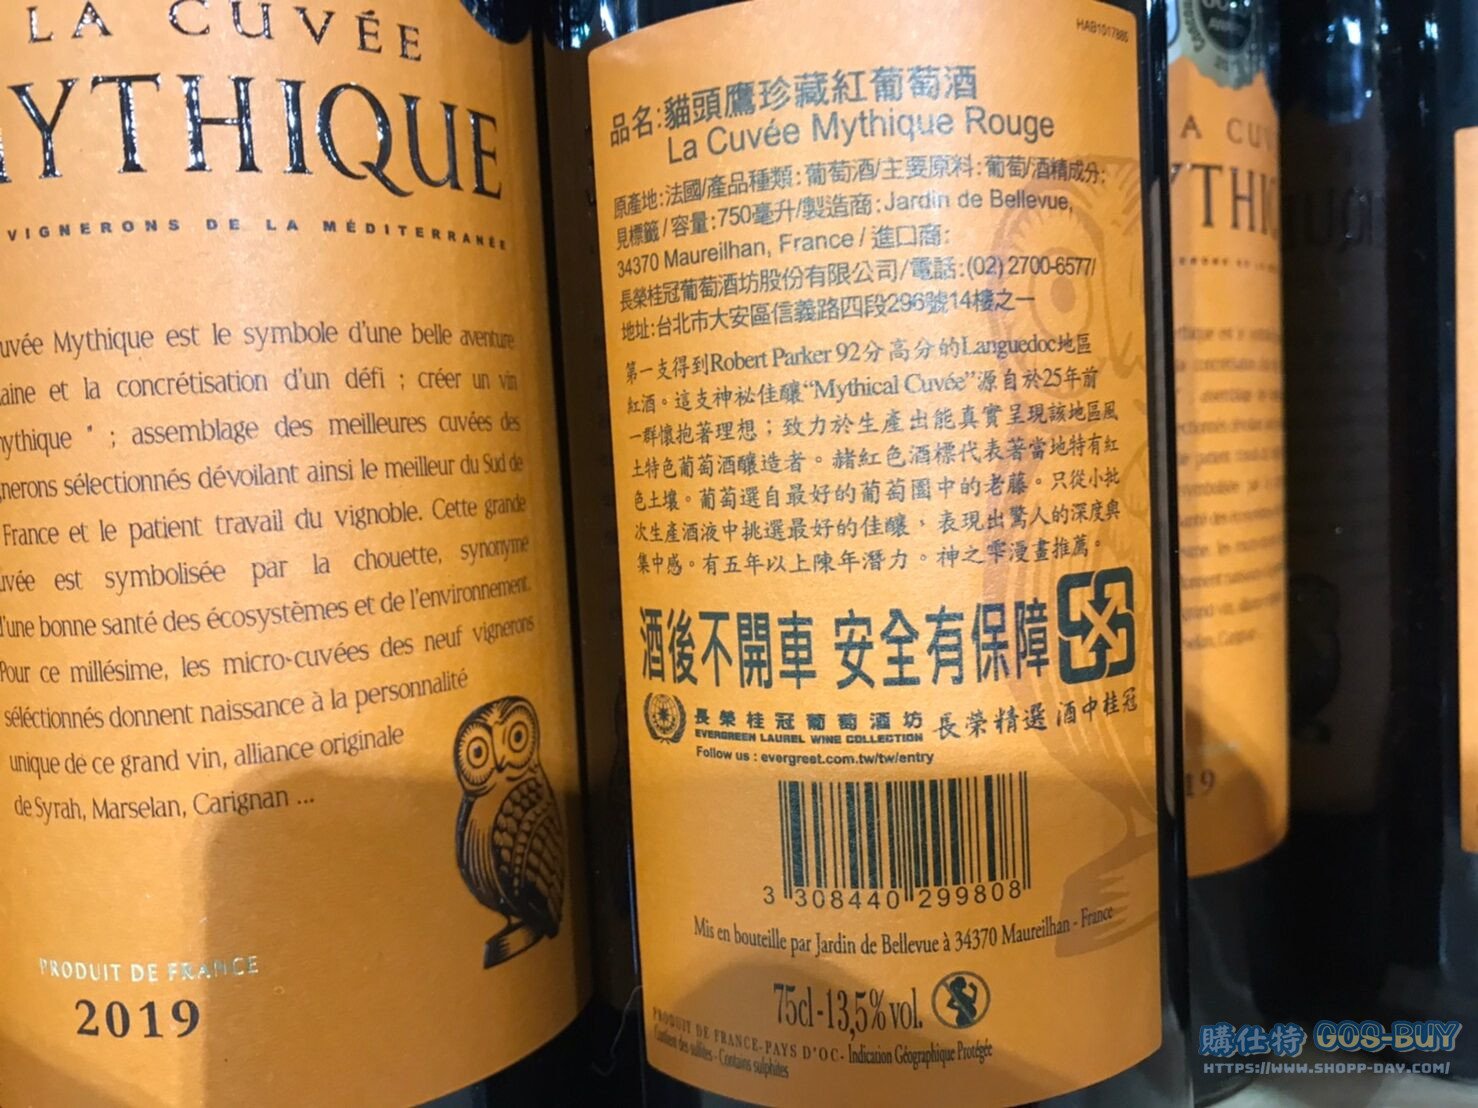 LA CUVÉE
MYTHIQUE
VIGNERONS DE LA MÉDITERRANÉE
Cuvée Mythique est le symbole d'une belle aventure
et la concrétisation d'un défi ; créer un vin
mythique " ; assemblage des meilleures cuvées des
sélectionnés dévoilant ainsi le meilleur du Sud de
France et le patient travail du vignoble. Cette grande
est symbolisée par la chouette, synonyme
d'une bonne santé des écosystèmes et de l'environnement.
Pour ce millésime, les micro-cuvées des neuf vignerons
séléctionnés donnent naissance à la personnalité
unique de ce grand vin, alliance originale
de Syrah, Marselan, Carignan ...
PRODUIT DE FRANCE
2019
HAB1017885
品名:貓頭鷹珍藏紅葡萄酒
La Cuvée Mythique Rouge
原產地:法國/產品種類:葡萄酒/主要原料:葡萄/酒精成分:
見標籤/容量:750毫升/製造商:Jardin de Bellevue,
34370 Maureilhan, France/進口商:
長榮桂冠葡萄酒坊股份有限公司/電話:(02)2700-6577/
地址:台北市大安區信義路四段296號14樓之一
第一支得到Robert Parker 92分高分的Languedoc地區
紅酒。這支神祕佳釀“Mythical Cuvée”源自於25年前
一群懷抱著理想；致力於生產出能真實呈現該地區風
土特色葡萄酒釀造者。赭紅色酒標代表著當地特有紅
色土壤。葡萄選自最好的葡萄園中的老藤。只從小批
次生產酒液中挑選最好的佳釀，表現出驚人的深度與
集中感。有五年以上陳年潛力。神之雫漫畫推薦。
酒後不開車 安全有保障
長榮桂冠葡萄酒坊 長榮精選 酒中桂冠
EVERGREEN LAUREL WINE COLLECTION
Follow us : evergreet.com.tw/tw/entry
3 308440 299808
Mis en bouteille par Jardin de Bellevue à 34370 Maureilhan - France
75cl-13,5% vol.
PRODUIT DE FRANCE-PAYS D'OC- Indication Géographique Protégée
Contient des sulfites - Contains sulphites
A CUVÉ
YTHIQ
19
購仕特 GOS-BUY
HTTPS://WWW.SHOPP-DAY.COM/